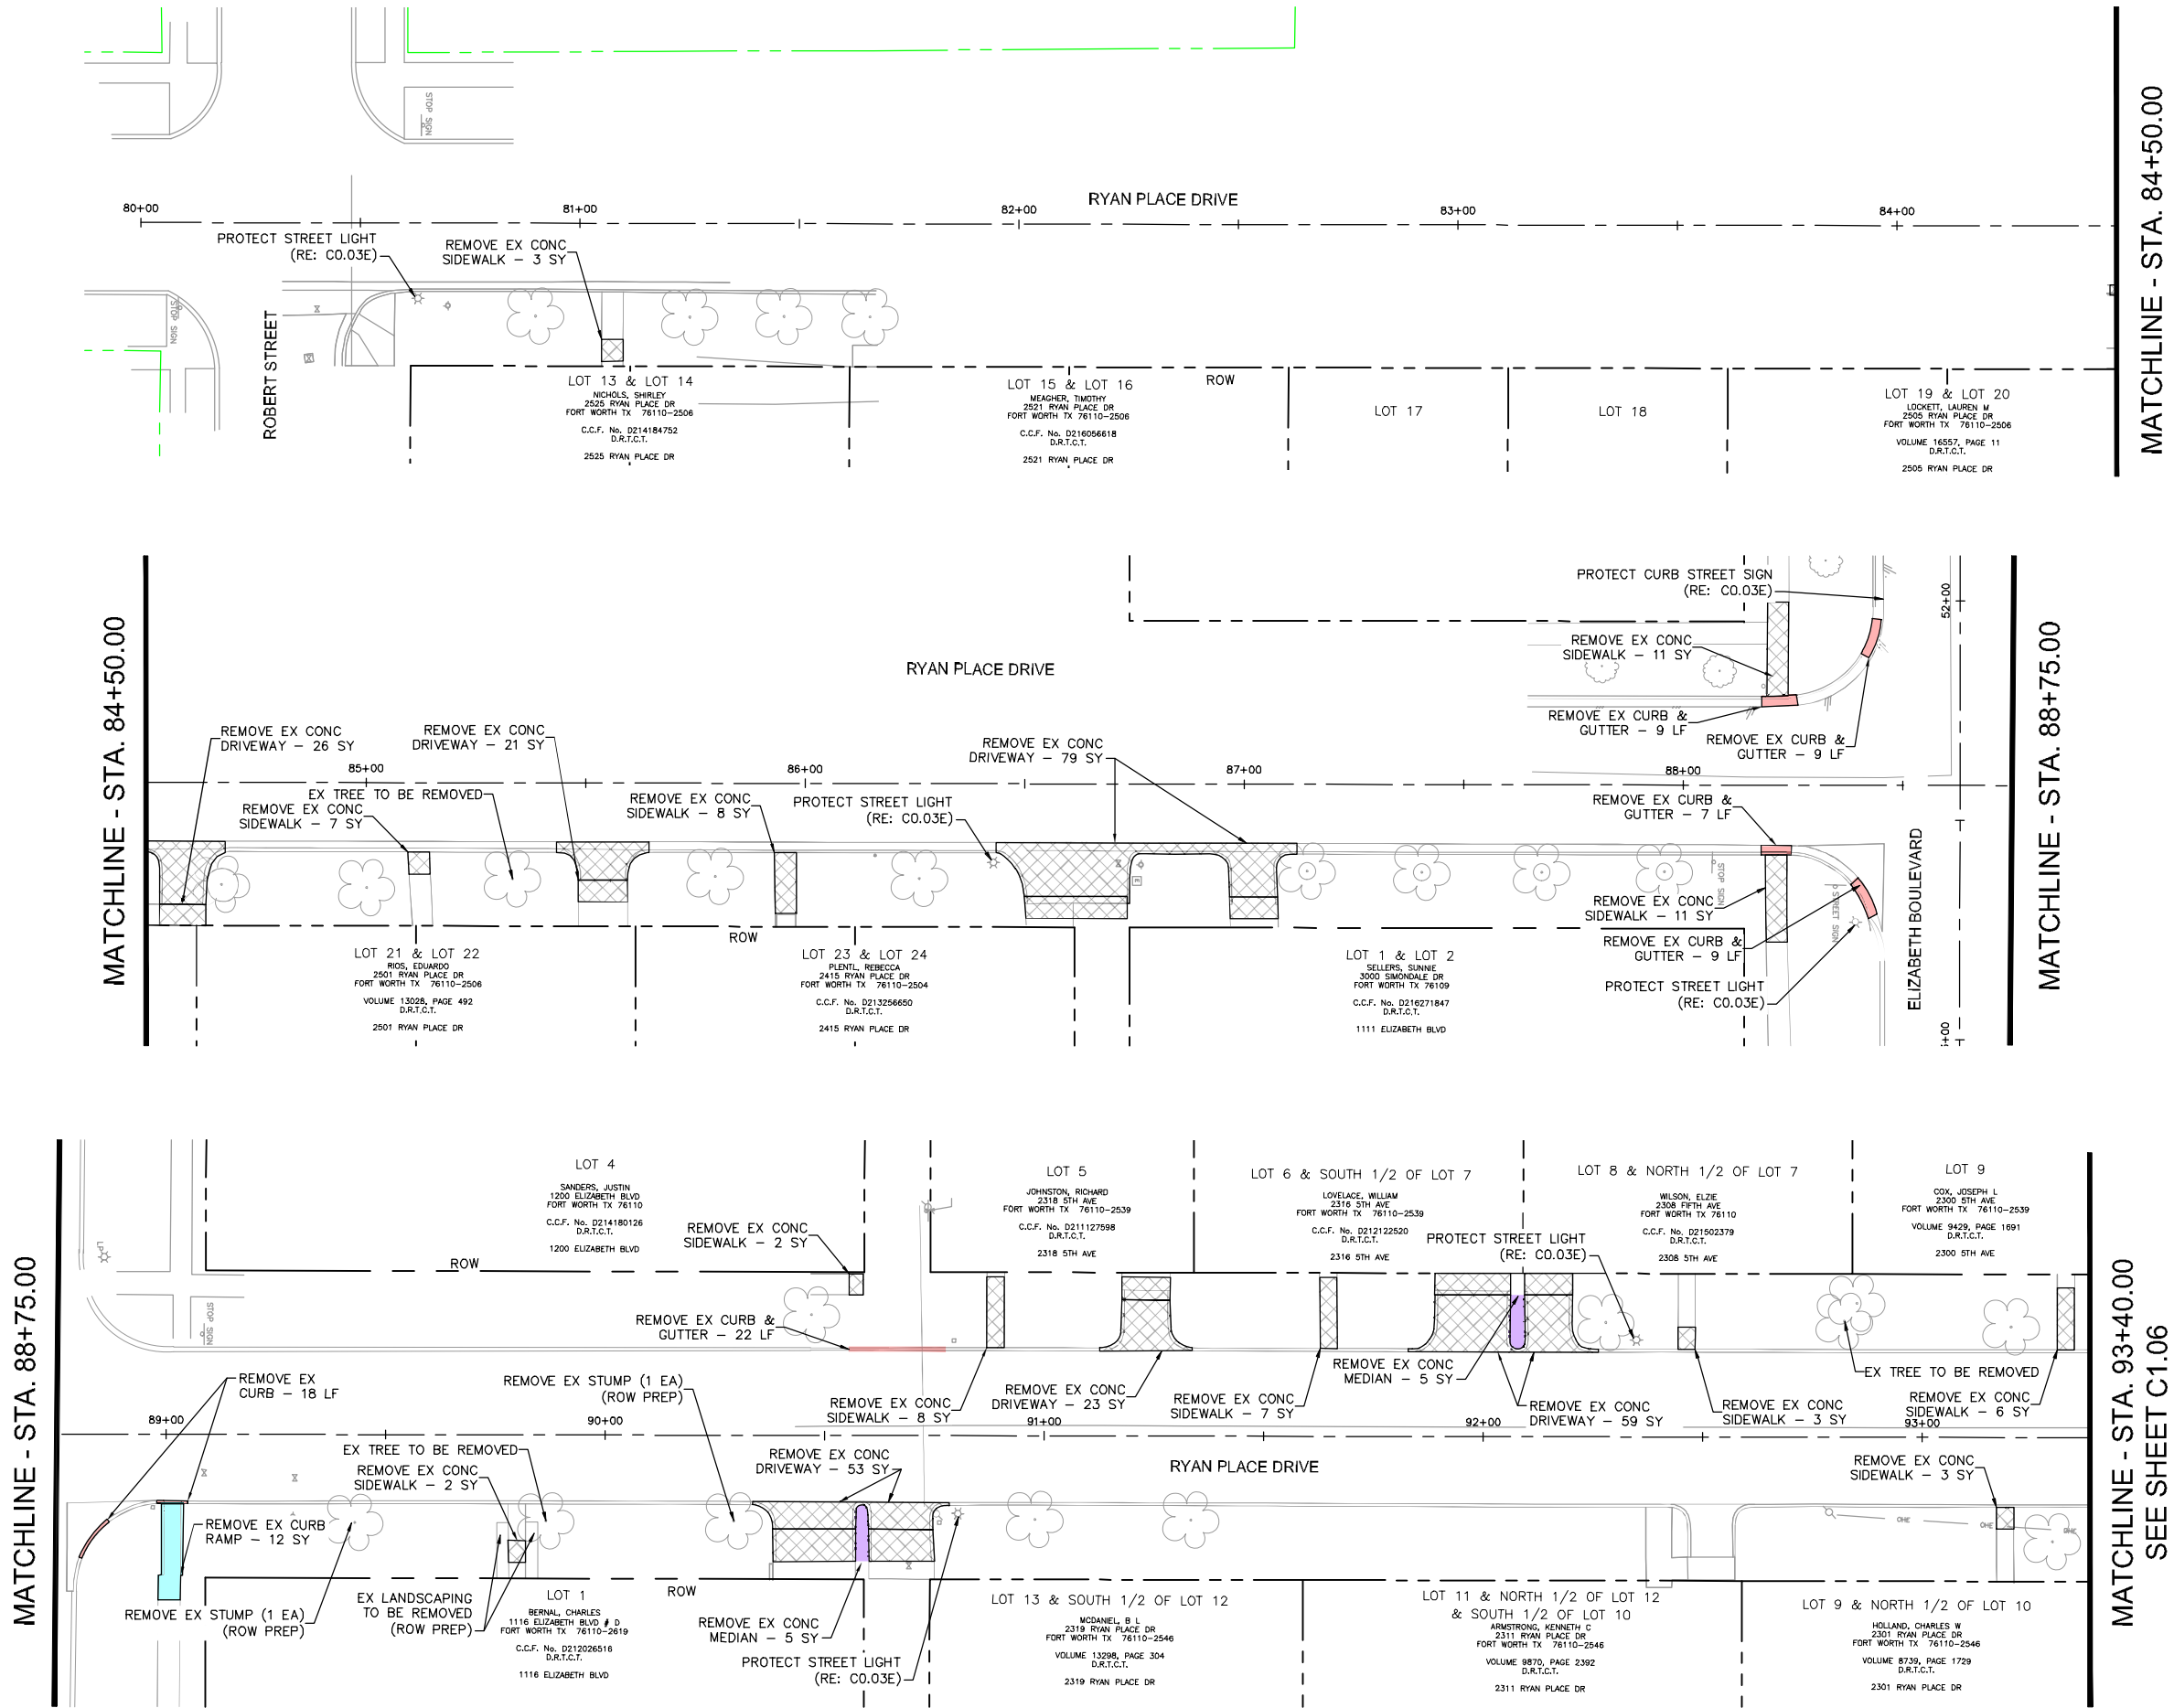 STOP SIGN
RYAN PLACE DRIVE
80+00
81+00
82+00
83+00
84+00
PROTECT STREET LIGHT
(RE: C0.03E)
REMOVE EX CONC
SIDEWALK – 3 SY
STOP SIGN
ROBERT STREET
LOT 13 & LOT 14
NICHOLS, SHIRLEY
2525 RYAN PLACE DR
FORT WORTH TX 76110-2506
C.C.F. No. D214184752
D.R.T.C.T.
2525 RYAN PLACE DR
LOT 15 & LOT 16
MEAGHER, TIMOTHY
2521 RYAN PLACE DR
FORT WORTH TX 76110-2506
C.C.F. No. D216056618
D.R.T.C.T.
2521 RYAN PLACE DR
ROW
LOT 17
LOT 18
LOT 19 & LOT 20
LOCKETT, LAUREN M
2505 RYAN PLACE DR
FORT WORTH TX 76110-2506
VOLUME 16557, PAGE 11
D.R.T.C.T.
2505 RYAN PLACE DR
MATCHLINE - STA. 84+50.00
MATCHLINE - STA. 84+50.00
RYAN PLACE DRIVE
PROTECT CURB STREET SIGN
(RE: C0.03E)
REMOVE EX CONC
SIDEWALK – 11 SY
REMOVE EX CURB &
GUTTER – 9 LF
REMOVE EX CURB &
GUTTER – 9 LF
52+00
REMOVE EX CONC
DRIVEWAY – 26 SY
REMOVE EX CONC
DRIVEWAY – 21 SY
REMOVE EX CONC
DRIVEWAY – 79 SY
85+00
86+00
87+00
88+00
EX TREE TO BE REMOVED
REMOVE EX CONC
SIDEWALK – 7 SY
REMOVE EX CONC
SIDEWALK – 8 SY
PROTECT STREET LIGHT
(RE: C0.03E)
REMOVE EX CURB &
GUTTER – 7 LF
STOP SIGN
STREET SIGN
REMOVE EX CONC
SIDEWALK – 11 SY
REMOVE EX CURB &
GUTTER – 9 LF
PROTECT STREET LIGHT
(RE: C0.03E)
ELIZABETH BOULEVARD
ROW
LOT 21 & LOT 22
RIOS, EDUARDO
2501 RYAN PLACE DR
FORT WORTH TX 76110-2506
VOLUME 13028, PAGE 492
D.R.T.C.T.
2501 RYAN PLACE DR
LOT 23 & LOT 24
PLENTL, REBECCA
2415 RYAN PLACE DR
FORT WORTH TX 76110-2504
C.C.F. No. D213256650
D.R.T.C.T.
2415 RYAN PLACE DR
LOT 1 & LOT 2
SELLERS, SUNNIE
3000 SIMONDALE DR
FORT WORTH TX 76109
C.C.F. No. D216271847
D.R.T.C.T.
1111 ELIZABETH BLVD
+00
MATCHLINE - STA. 88+75.00
MATCHLINE - STA. 88+75.00
LOT 4
SANDERS, JUSTIN
1200 ELIZABETH BLVD
FORT WORTH TX 76110
C.C.F. No. D214180126
D.R.T.C.T.
1200 ELIZABETH BLVD
LOT 5
JOHNSTON, RICHARD
2318 5TH AVE
FORT WORTH TX 76110-2539
C.C.F. No. D211127598
D.R.T.C.T.
2318 5TH AVE
LOT 6 & SOUTH 1/2 OF LOT 7
LOVELACE, WILLIAM
2316 5TH AVE
FORT WORTH TX 76110-2539
C.C.F. No. D212122520
D.R.T.C.T.
2316 5TH AVE
LOT 8 & NORTH 1/2 OF LOT 7
WILSON, ELZIE
2308 FIFTH AVE
FORT WORTH TX 76110
C.C.F. No. D21502379
D.R.T.C.T.
2308 5TH AVE
LOT 9
COX, JOSEPH L
2300 5TH AVE
FORT WORTH TX 76110-2539
VOLUME 9429, PAGE 1691
D.R.T.C.T.
2300 5TH AVE
LP
ROW
STOP SIGN
REMOVE EX CONC
SIDEWALK – 2 SY
PROTECT STREET LIGHT
(RE: C0.03E)
REMOVE EX CURB &
GUTTER – 22 LF
REMOVE EX
CURB – 18 LF
REMOVE EX STUMP (1 EA)
(ROW PREP)
REMOVE EX CONC
SIDEWALK – 8 SY
REMOVE EX CONC
DRIVEWAY – 23 SY
REMOVE EX CONC
SIDEWALK – 7 SY
REMOVE EX CONC
MEDIAN – 5 SY
REMOVE EX CONC
DRIVEWAY – 59 SY
REMOVE EX CONC
SIDEWALK – 3 SY
EX TREE TO BE REMOVED
REMOVE EX CONC
SIDEWALK – 6 SY
89+00
90+00
91+00
92+00
93+00
EX TREE TO BE REMOVED
REMOVE EX CONC
SIDEWALK – 2 SY
REMOVE EX CONC
DRIVEWAY – 53 SY
RYAN PLACE DRIVE
REMOVE EX CONC
SIDEWALK – 3 SY
REMOVE EX CURB
RAMP – 12 SY
OHE
OHE
OHE
REMOVE EX STUMP (1 EA)
(ROW PREP)
EX LANDSCAPING
TO BE REMOVED
(ROW PREP)
LOT 1
BERNAL, CHARLES
1116 ELIZABETH BLVD # D
FORT WORTH TX 76110-2619
C.C.F. No. D212026516
D.R.T.C.T.
1116 ELIZABETH BLVD
ROW
REMOVE EX CONC
MEDIAN – 5 SY
PROTECT STREET LIGHT
(RE: C0.03E)
LOT 13 & SOUTH 1/2 OF LOT 12
MCDANIEL, B L
2319 RYAN PLACE DR
FORT WORTH TX 76110-2546
VOLUME 13298, PAGE 304
D.R.T.C.T.
2319 RYAN PLACE DR
LOT 11 & NORTH 1/2 OF LOT 12
& SOUTH 1/2 OF LOT 10
ARMSTRONG, KENNETH C
2311 RYAN PLACE DR
FORT WORTH TX 76110-2546
VOLUME 9870, PAGE 2392
D.R.T.C.T.
2311 RYAN PLACE DR
LOT 9 & NORTH 1/2 OF LOT 10
HOLLAND, CHARLES W
2301 RYAN PLACE DR
FORT WORTH TX 76110-2546
VOLUME 8739, PAGE 1729
D.R.T.C.T.
2301 RYAN PLACE DR
MATCHLINE - STA. 88+75.00
MATCHLINE - STA. 93+40.00
SEE SHEET C1.06